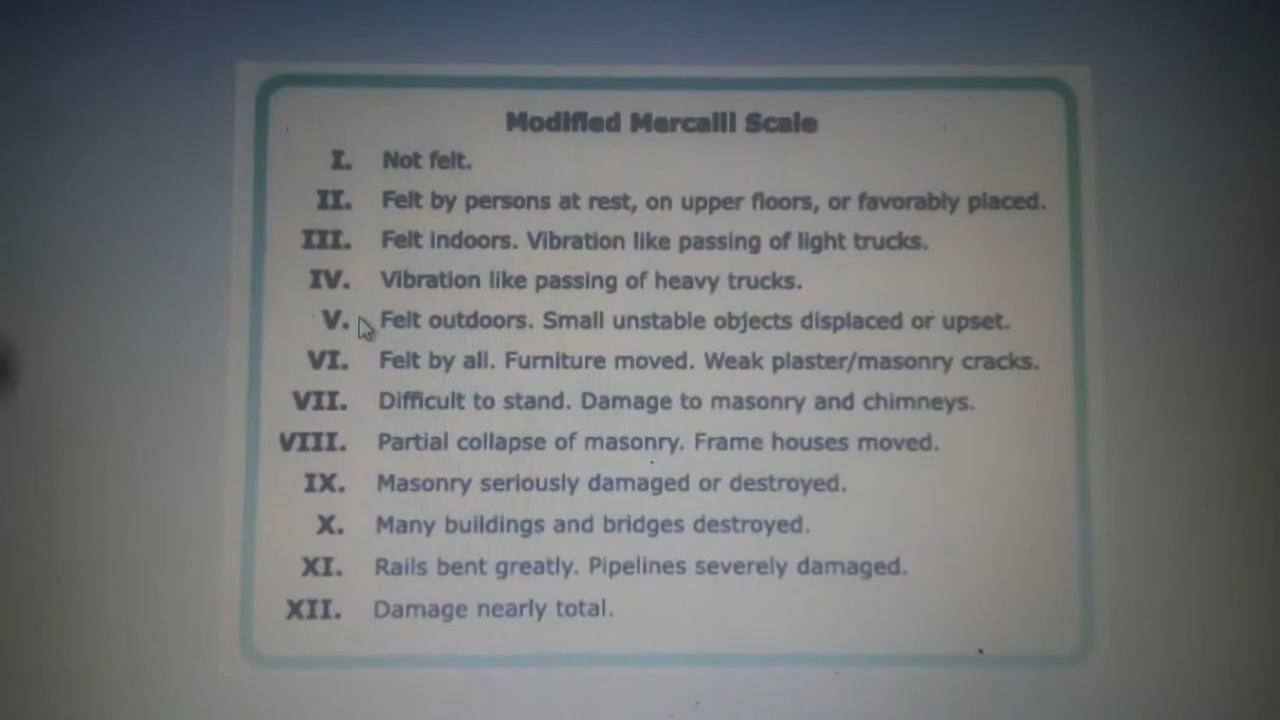 Modified Mercalli Scale
I. Not felt.
II. Felt by persons at rest, on upper floors, or favorably placed.
III. Felt indoors. Vibration like passing of light trucks.
IV. Vibration like passing of heavy trucks.
V. Felt outdoors. Small unstable objects displaced or upset.
VI. Felt by all. Furniture moved. Weak plaster/masonry cracks.
VII. Difficult to stand. Damage to masonry and chimneys.
VIII. Partial collapse of masonry. Frame houses moved.
IX. Masonry seriously damaged or destroyed.
X. Many buildings and bridges destroyed.
XI. Rails bent greatly. Pipelines severely damaged.
XII. Damage nearly total.